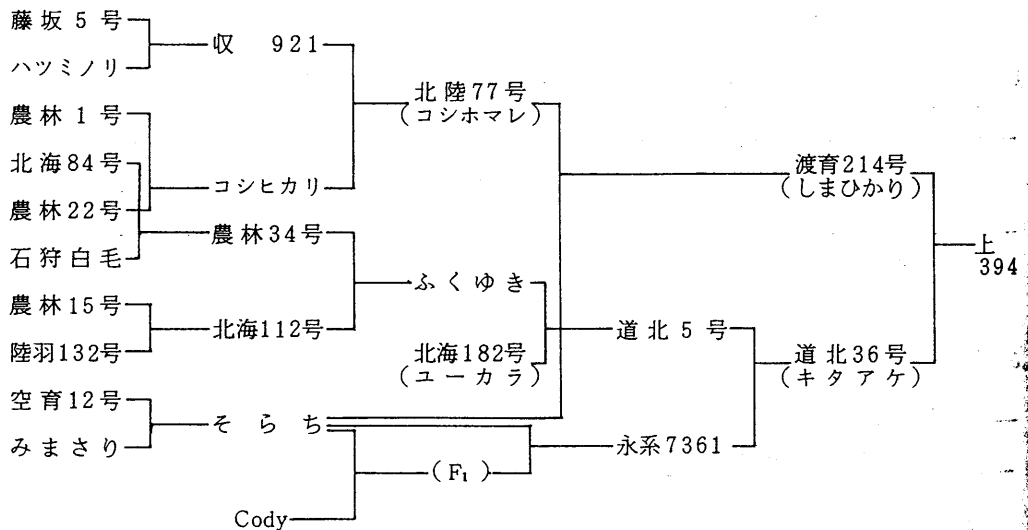 藤坂5号
ハツミノリ
農林1号
北海84号
農林22号
石狩白毛
農林15号
陸羽132号
空育12号
みまさり
収 921
コシヒカリ
農林34号
北海112号
そらち
Cody
北陸77号
(コシホマレ)
ふくゆき
北海182号
(ユーカラ)
(F₁)
道北5号
永系7361
渡育214号
(しまひかり)
道北36号
(キタアケ)
上
394